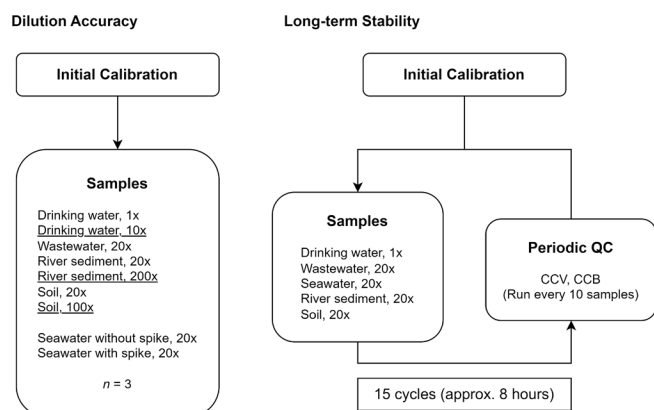 Dilution Accuracy
Initial Calibration
Samples
Drinking water, 1x
Drinking water, 10x
Wastewater, 20x
River sediment, 20x
River sediment, 200x
Soil, 20x
Soil, 100x
Seawater without spike, 20x
Seawater with spike, 20x
n = 3
Long-term Stability
Initial Calibration
Samples
Drinking water, 1x
Wastewater, 20x
Seawater, 20x
River sediment, 20x
Soil, 20x
Periodic QC
CCV, CCB
(Run every 10 samples)
15 cycles (approx. 8 hours)